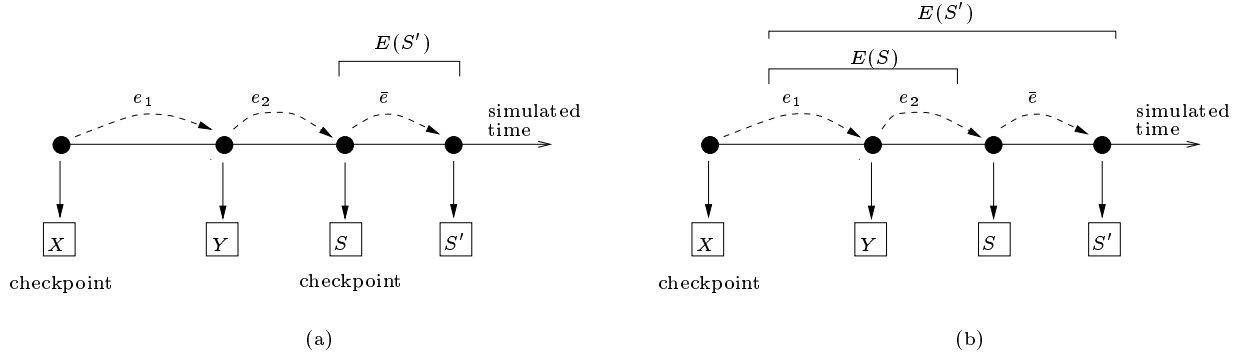 E(S′)
e1 e2 ē simulated
time
X Y S S′
checkpoint checkpoint
(a)
E(S′)
E(S)
e1 e2 ē simulated
time
X Y S S′
checkpoint
(b)